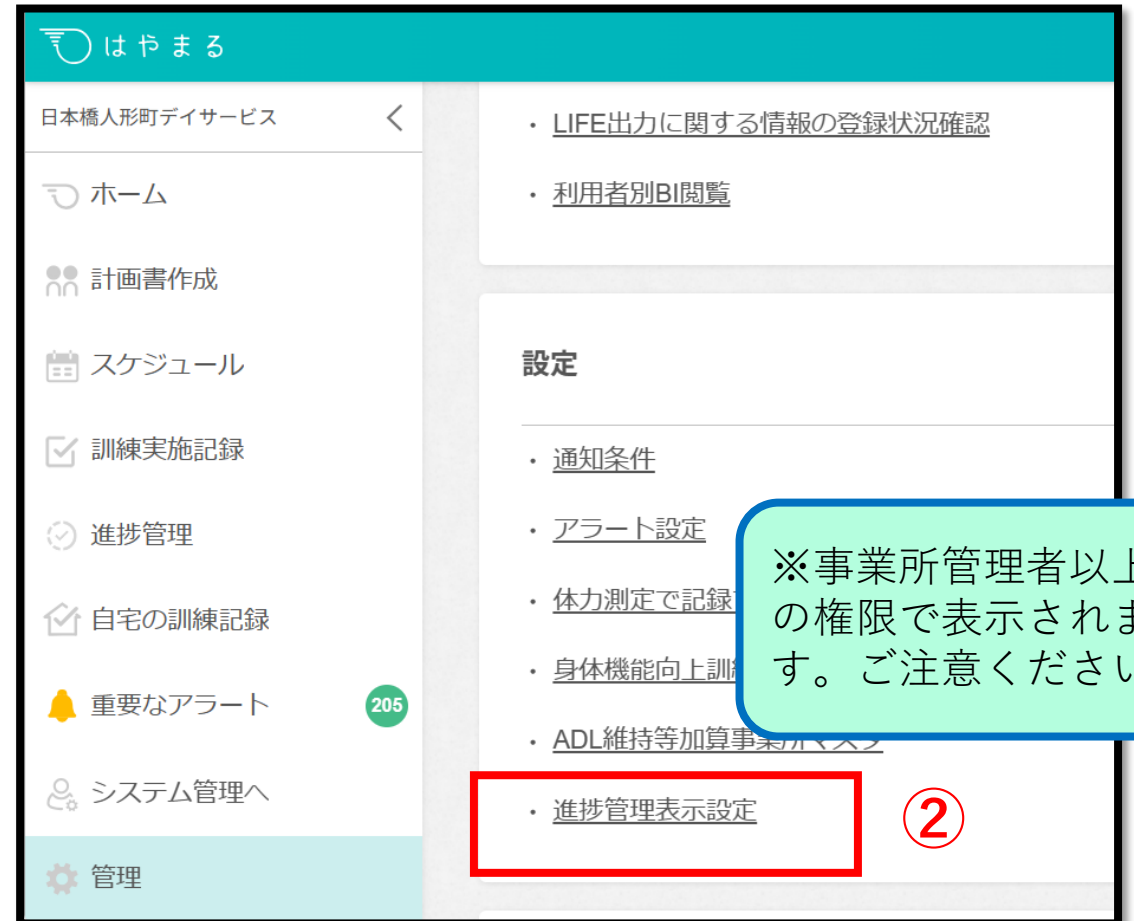 はやまる
日本橋人形町デイサービス
ホーム
計画書作成
スケジュール
訓練実施記録
進捗管理
自宅の訓練記録
重要なアラート 205
システム管理へ
管理
・ LIFE出力に関する情報の登録状況確認
・ 利用者別BI閲覧
設定
・ 通知条件
・ アラート設定
・ 体力測定で記録
・ 身体機能向上訓
・ ADL維持等加算事業所マスタ
・ 進捗管理表示設定
②
※事業所管理者以上
の権限で表示されま
す。ご注意ください